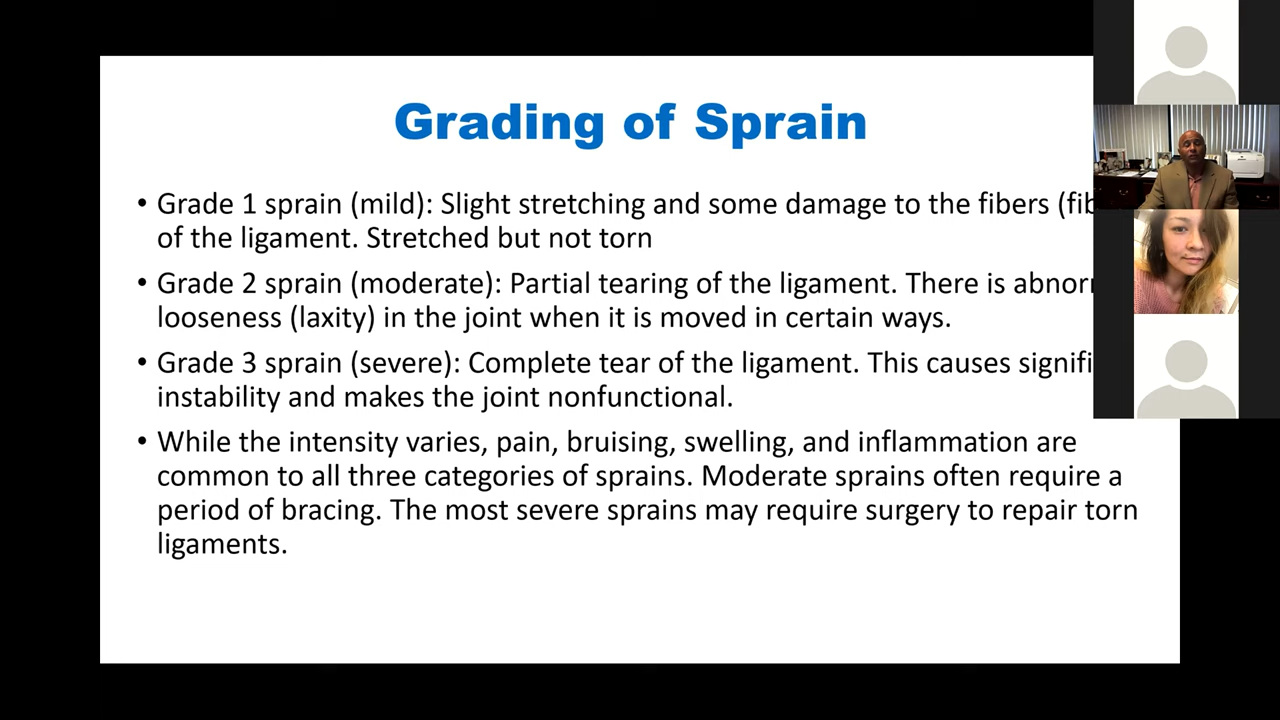 Grading of Sprain
• Grade 1 sprain (mild): Slight stretching and some damage to the fibers
of the ligament. Stretched but not torn
• Grade 2 sprain (moderate): Partial tearing of the ligament. There is
looseness (laxity) in the joint when it is moved in certain ways.
• Grade 3 sprain (severe): Complete tear of the ligament. This causes
instability and makes the joint nonfunctional.
• While the intensity varies, pain, bruising, swelling, and inflammation are
common to all three categories of sprains. Moderate sprains often require a
period of bracing. The most severe sprains may require surgery to repair torn
ligaments.